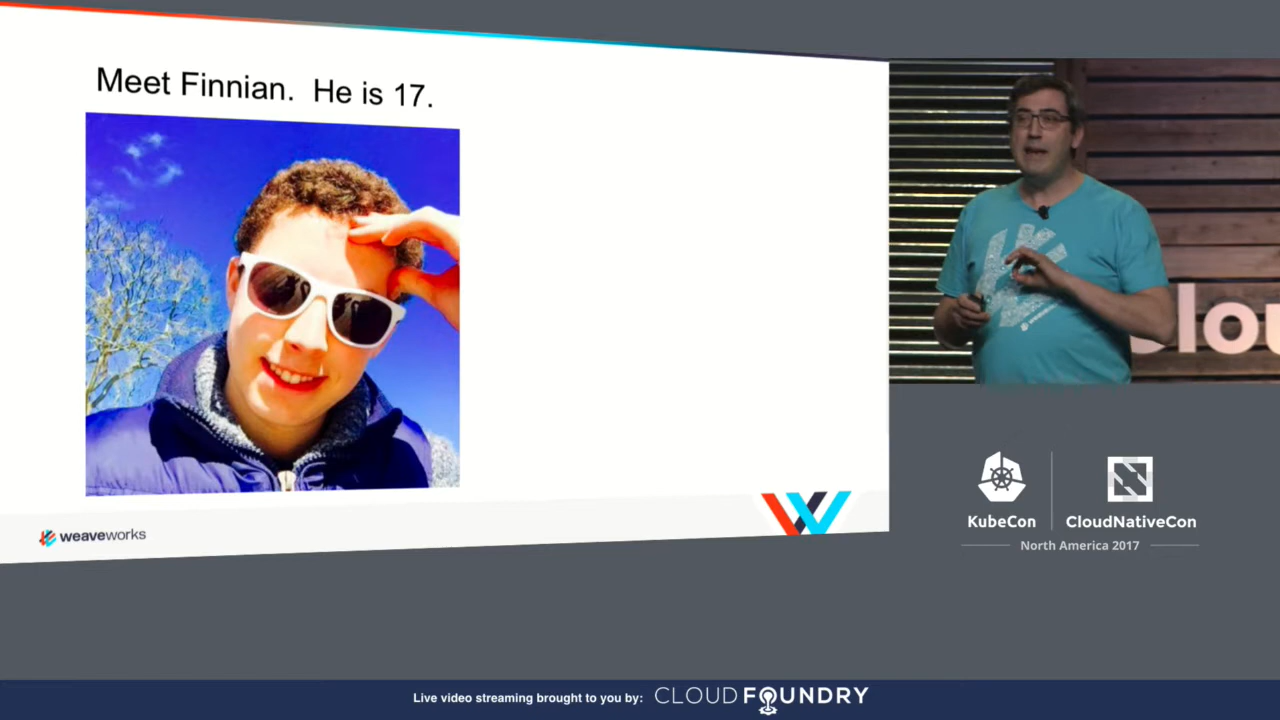 Meet Finnian.  He is 17.
weaveworks
lou
KubeCon
CloudNativeCon
North America 2017
Live video streaming brought to you by:
CLOUD FOUNDRY